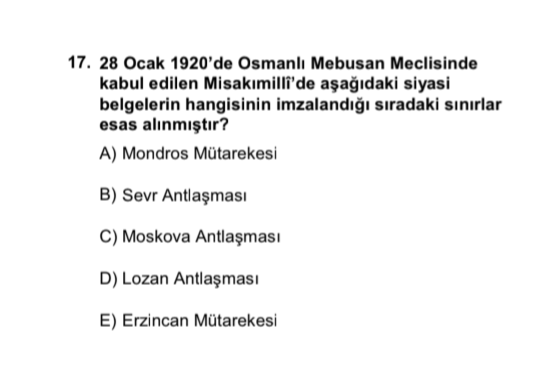 17. 28 Ocak 1920'de Osmanlı Mebusan Meclisinde
kabul edilen Misakımillî'de aşağıdaki siyasi
belgelerin hangisinin imzalandığı sıradaki sınırlar
esas alınmıştır?
A) Mondros Mütarekesi
B) Sevr Antlaşması
C) Moskova Antlaşması
D) Lozan Antlaşması
E) Erzincan Mütarekesi